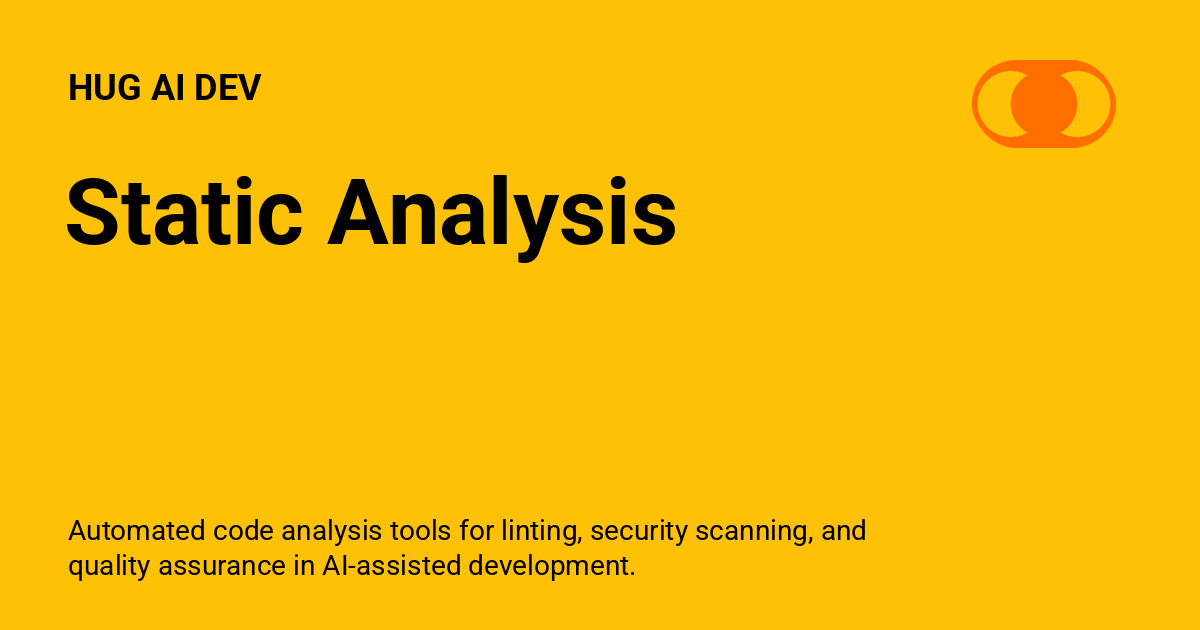 HUG AI DEV
Static Analysis
Automated code analysis tools for linting, security scanning, and
quality assurance in AI-assisted development.